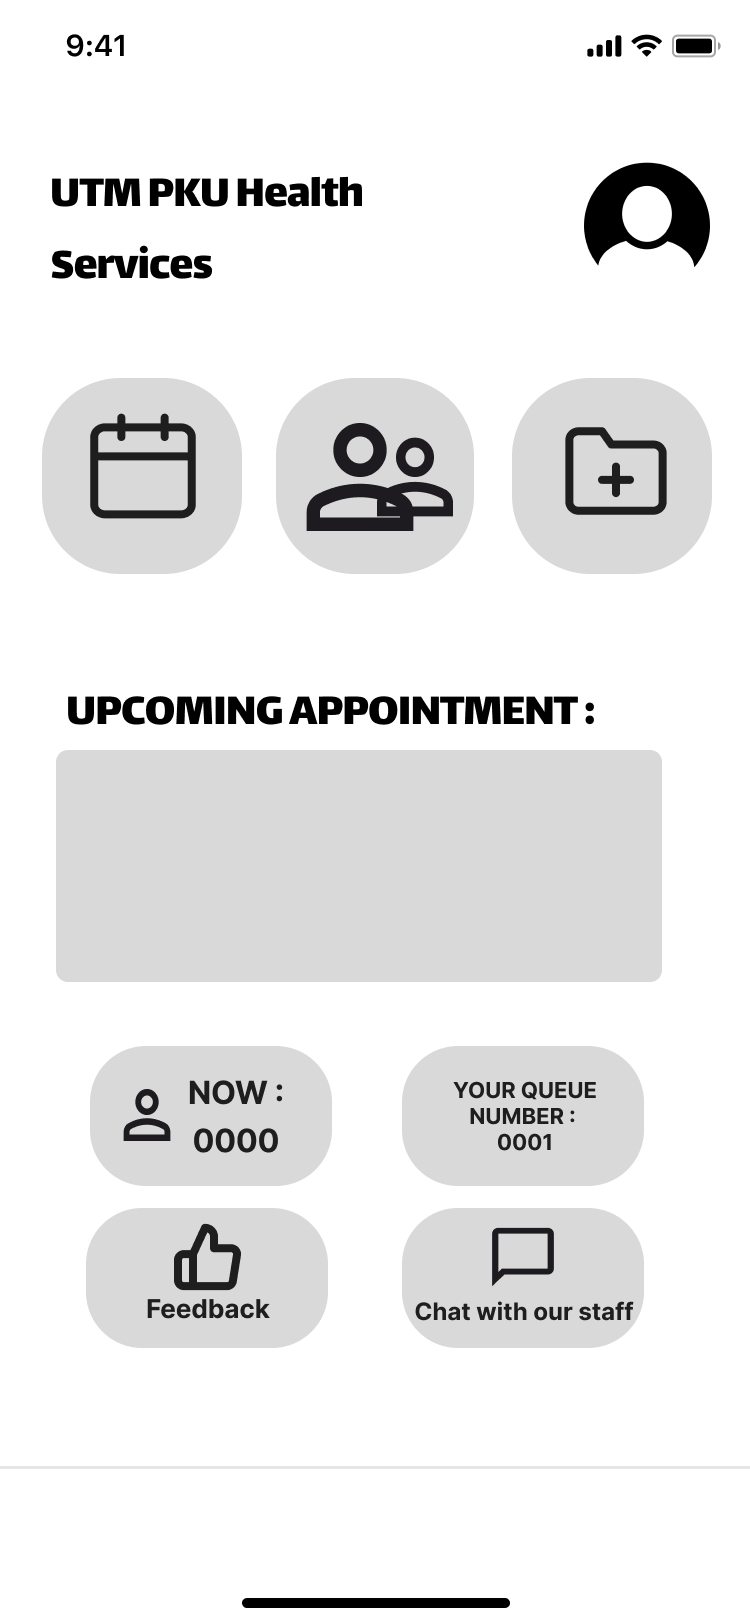 9:41
UTM PKU Health
Services
UPCOMING APPOINTMENT :
NOW :
0000
YOUR QUEUE
NUMBER :
0001
Feedback
Chat with our staff